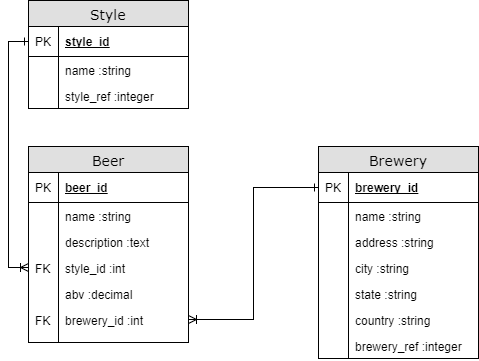 Style
PK style_id
name :string
style_ref :integer
Beer
PK beer_id
name :string
description :text
FK style_id :int
abv :decimal
FK brewery_id :int
Brewery
PK brewery_id
name :string
address :string
city :string
state :string
country :string
brewery_ref :integer